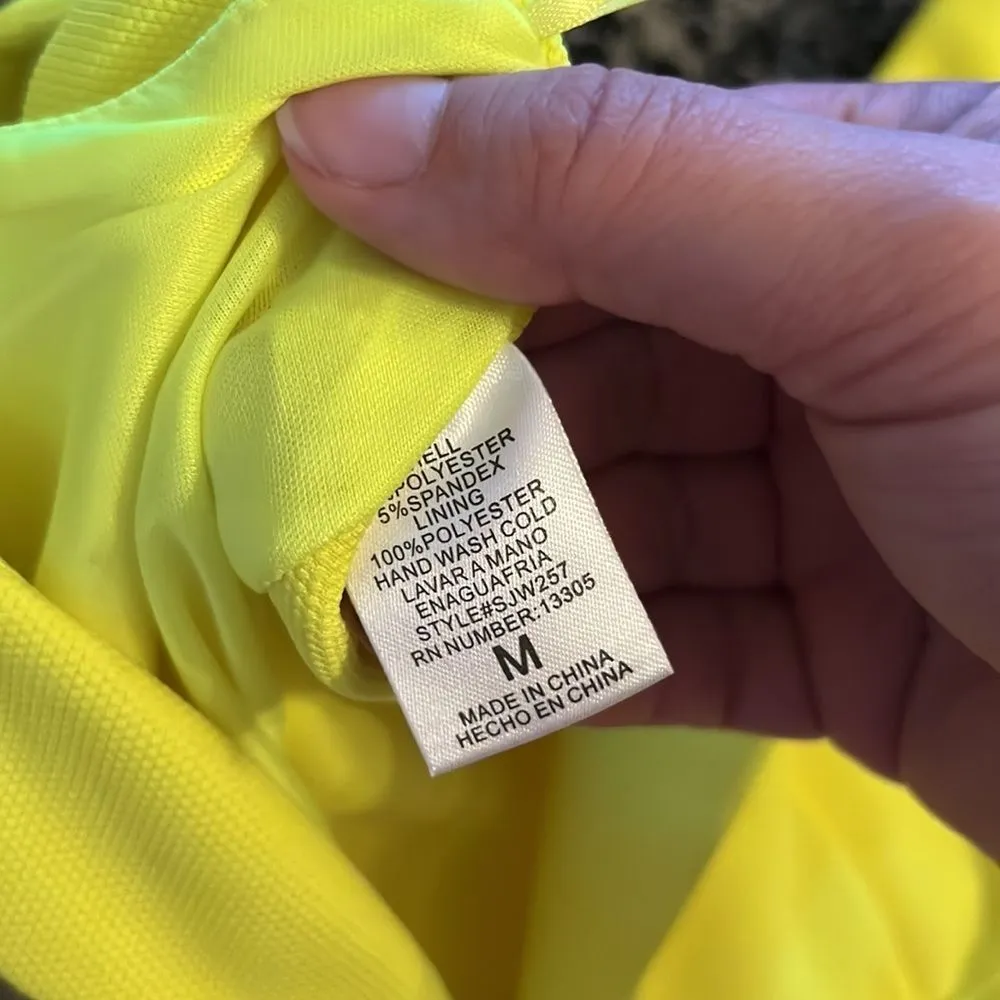 POLYESTER
5%SPANDEX
LINING
100%POLYESTER
HAND WASH COLD
LAVAR A MANO
ENAGUAFRIA
STYLE#SJW257
RN NUMBER:13305
M
MADE IN CHINA
HECHO EN CHINA